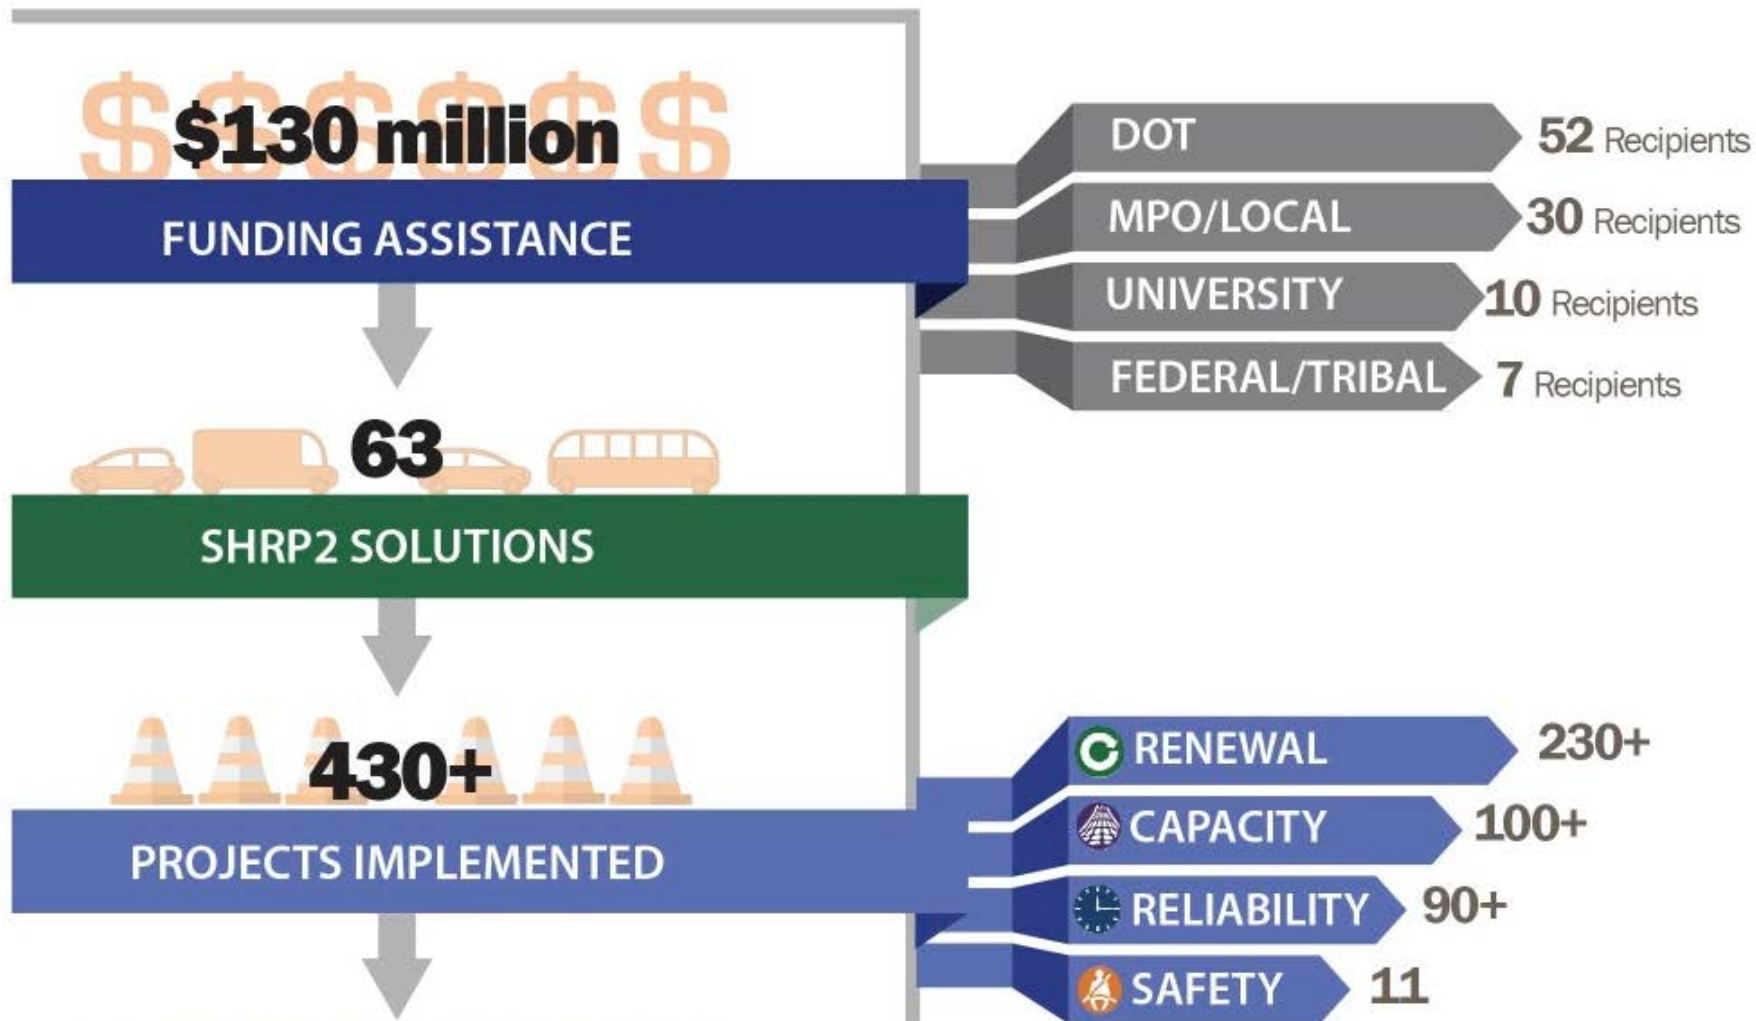 $130 million
FUNDING ASSISTANCE
DOT 52 Recipients
MPO/LOCAL 30 Recipients
UNIVERSITY 10 Recipients
FEDERAL/TRIBAL 7 Recipients
63
SHRP2 SOLUTIONS
430+
PROJECTS IMPLEMENTED
RENEWAL 230+
CAPACITY 100+
RELIABILITY 90+
SAFETY 11